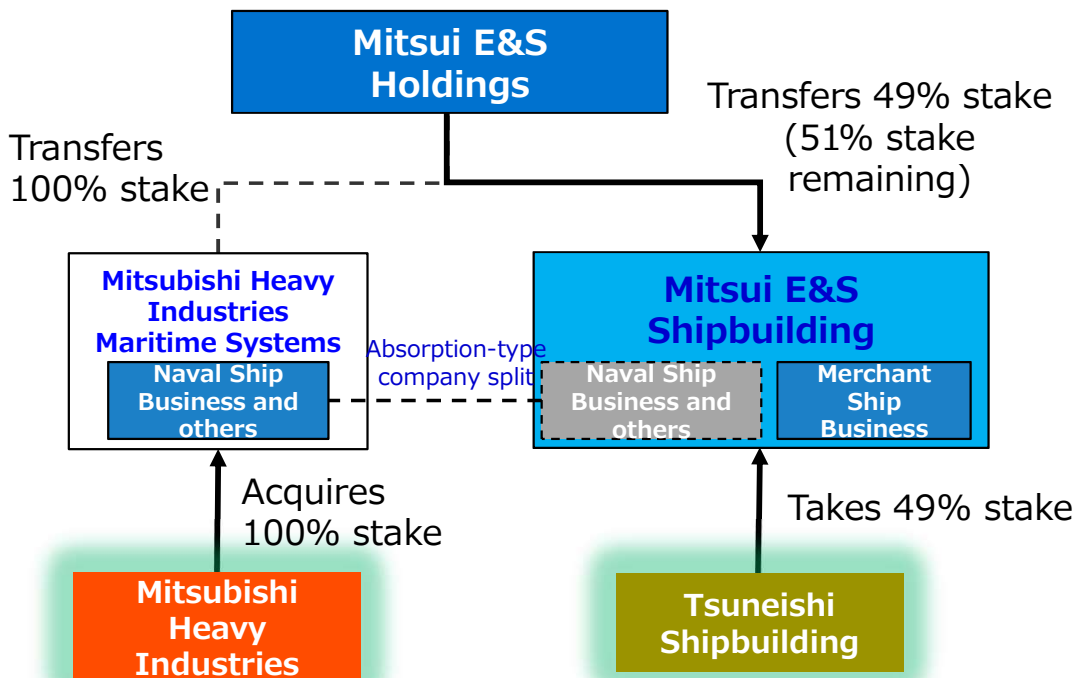 Mitsui E&S
Holdings
Transfers 49% stake
(51% stake
remaining)
Transfers
100% stake
Mitsubishi Heavy
Industries
Maritime Systems
Naval Ship
Business and
others
Absorption-type
company split
Mitsui E&S
Shipbuilding
Naval Ship
Business and
others
Merchant
Ship
Business
Acquires
100% stake
Takes 49% stake
Mitsubishi
Heavy
Industries
Tsuneishi
Shipbuilding